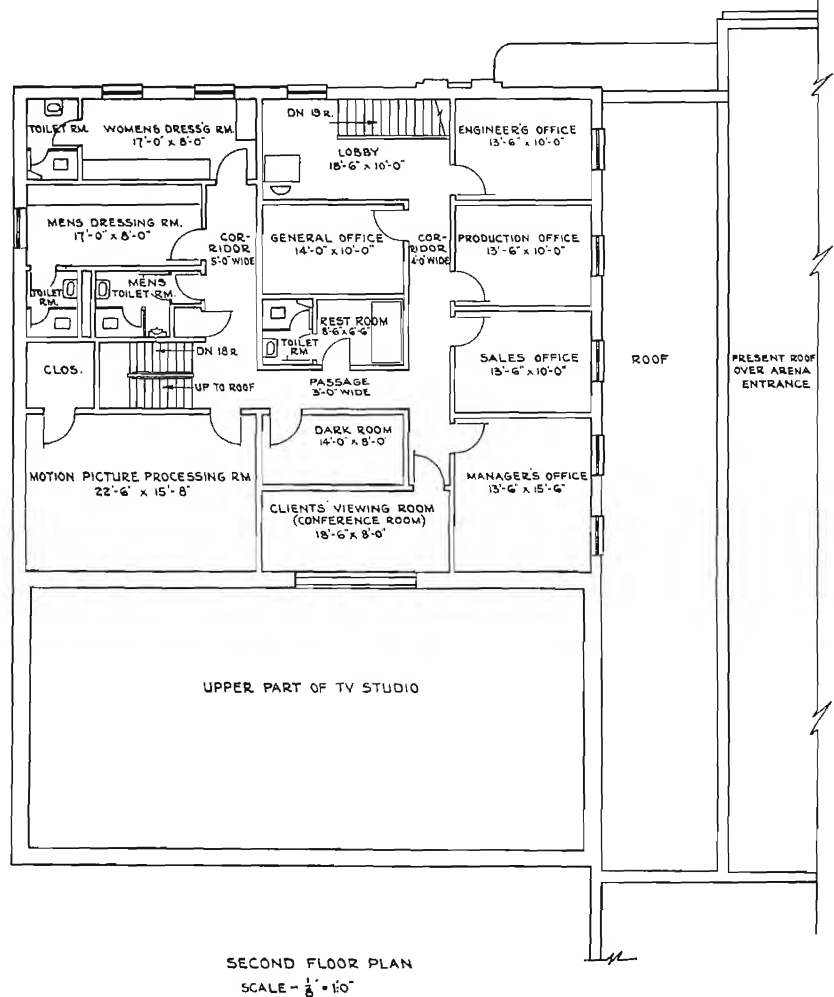 DN 19 R.
TOILET RM.
WOMENS DRESS'G RM.
17'-0" x 8'-0"
LOBBY
18'-6" x 10'-0"
ENGINEER'S OFFICE
13'-6" x 10'-0"
MENS DRESSING RM.
17'-0" x 8'-0"
COR-
RIDOR
5'-0" WIDE
GENERAL OFFICE
14'-0" x 10'-0"
COR-
RIDOR
4'-0" WIDE
PRODUCTION OFFICE
13'-6" x 10'-0"
TOILET
RM.
MENS
TOILET RM.
REST ROOM
8'-6" x 6'-6"
TOILET
RM
CLOS.
DN 18 R
UP TO ROOF
PASSAGE
3'-0" WIDE
SALES OFFICE
13'-6" x 10'-0"
ROOF
PRESENT ROOF
OVER ARENA
ENTRANCE
DARK ROOM
14'-0" x 8'-0"
MOTION PICTURE PROCESSING RM
22'-6" x 15'-8"
MANAGER'S OFFICE
13'-6" x 15'-6"
CLIENTS' VIEWING ROOM
(CONFERENCE ROOM)
18'-6" x 8'-0"
UPPER PART OF TV STUDIO
SECOND FLOOR PLAN
SCALE - 1/8" = 1'-0"